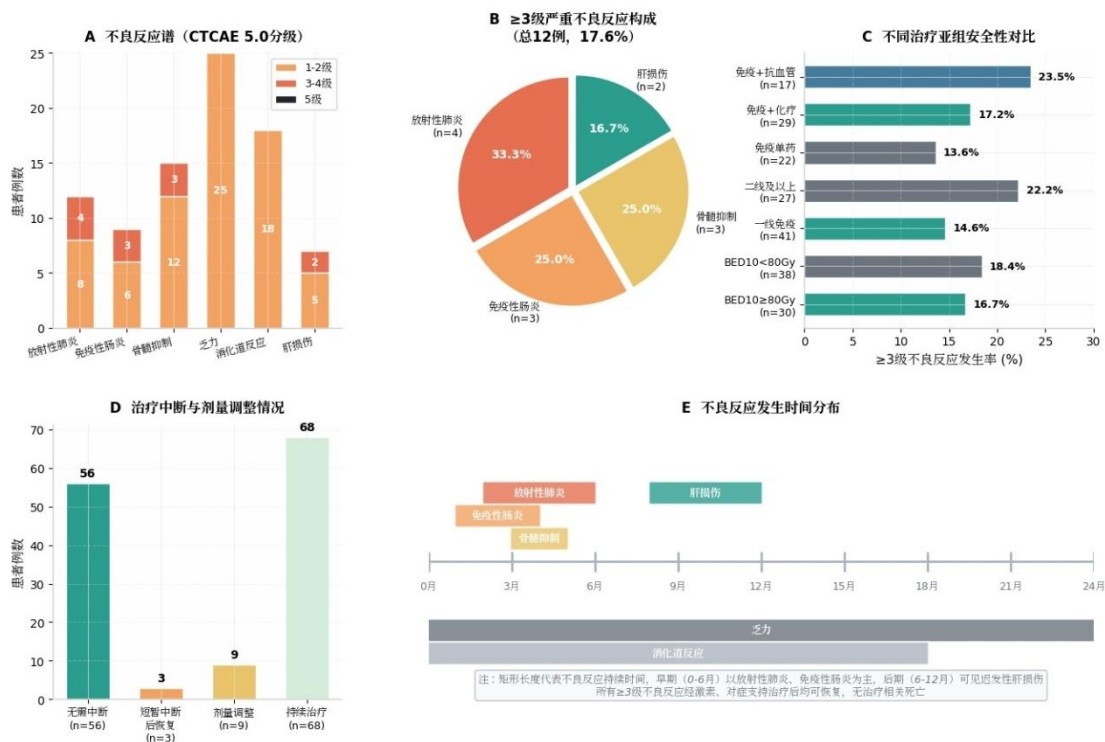 A 不良反应谱（CTCAE 5.0分级）
患者例数
25
20
15
10
5
0
1-2级
3-4级
5级
4
8
3
6
3
12
25
18
2
5
放射性肺炎
免疫性肠炎
骨髓抑制
乏力
消化道反应
肝损伤
B ≥3级严重不良反应构成
（总12例，17.6%）
肝损伤
(n=2)
放射性肺炎
(n=4)
16.7%
33.3%
25.0%
骨髓抑制
(n=3)
25.0%
免疫性肠炎
(n=3)
C 不同治疗亚组安全性对比
免疫+抗血管
(n=17)
23.5%
免疫+化疗
(n=29)
17.2%
免疫单药
(n=22)
13.6%
二线及以上
(n=27)
22.2%
一线免疫
(n=41)
14.6%
BED10<80Gy
(n=38)
18.4%
BED10≥80Gy
(n=30)
16.7%
0 5 10 15 20 25 30
≥3级不良反应发生率 (%)
D 治疗中断与剂量调整情况
患者例数
70
60
50
40
30
20
10
0
56
3
9
68
无需中断
(n=56)
短暂中断
后恢复
(n=3)
剂量调整
(n=9)
持续治疗
(n=68)
E 不良反应发生时间分布
放射性肺炎
肝损伤
免疫性肠炎
骨髓抑制
0月 3月 6月 9月 12月 15月 18月 21月 24月
乏力
消化道反应
注：矩形长度代表不良反应持续时间，早期（0-6月）以放射性肺炎、免疫性肠炎为主，后期（6-12月）可见迟发性肝损伤
所有≥3级不良反应经激素、对症支持治疗后均可恢复，无治疗相关死亡